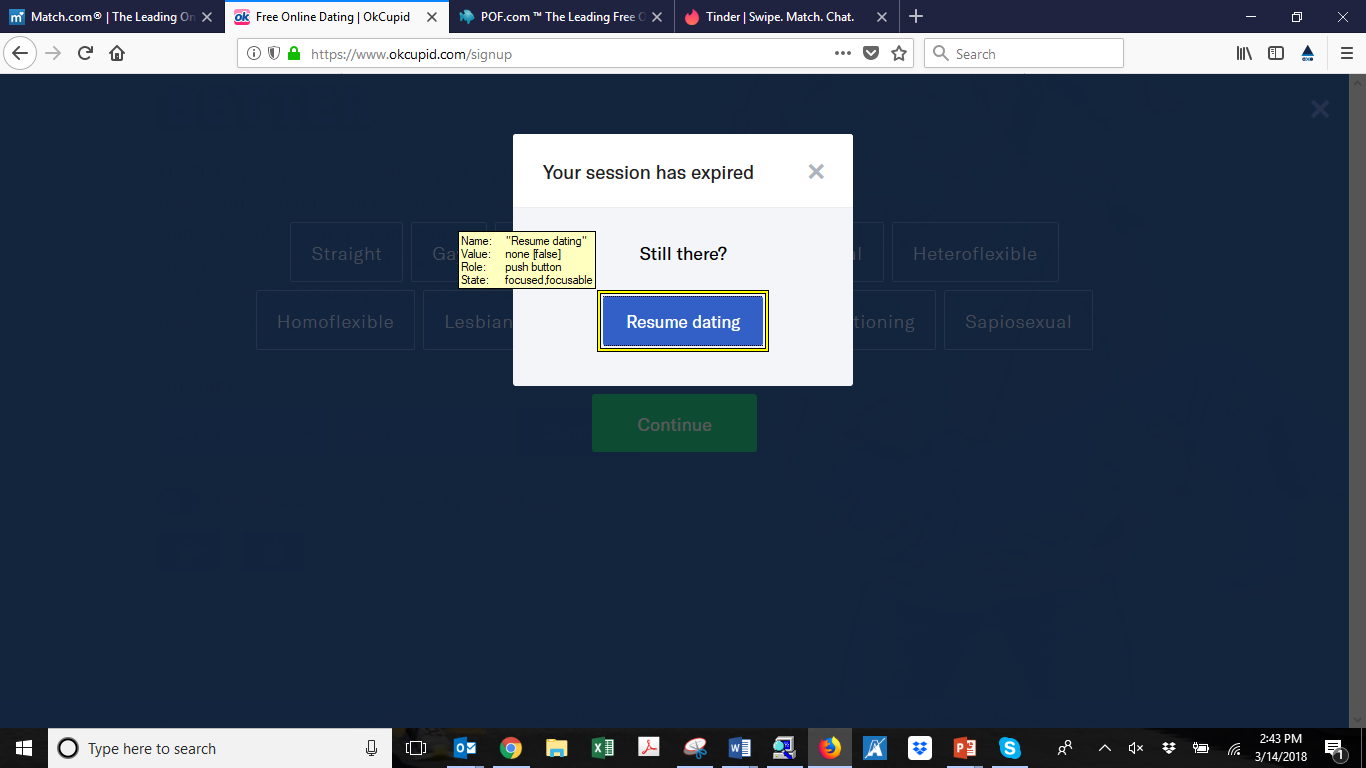 Match.com® | The Leading On
Free Online Dating | OkCupid
POF.com ™ The Leading Free O
Tinder | Swipe. Match. Chat.
https://www.okcupid.com/signup
Search
Your session has expired
Straight
Ga
l
Heteroflexible
Name: "Resume dating"
Value: none [false]
Role: push button
State: focused,focusable
Still there?
Homoflexible
Lesbian
Resume dating
tioning
Sapiosexual
Continue
Type here to search
2:43 PM
3/14/2018
1